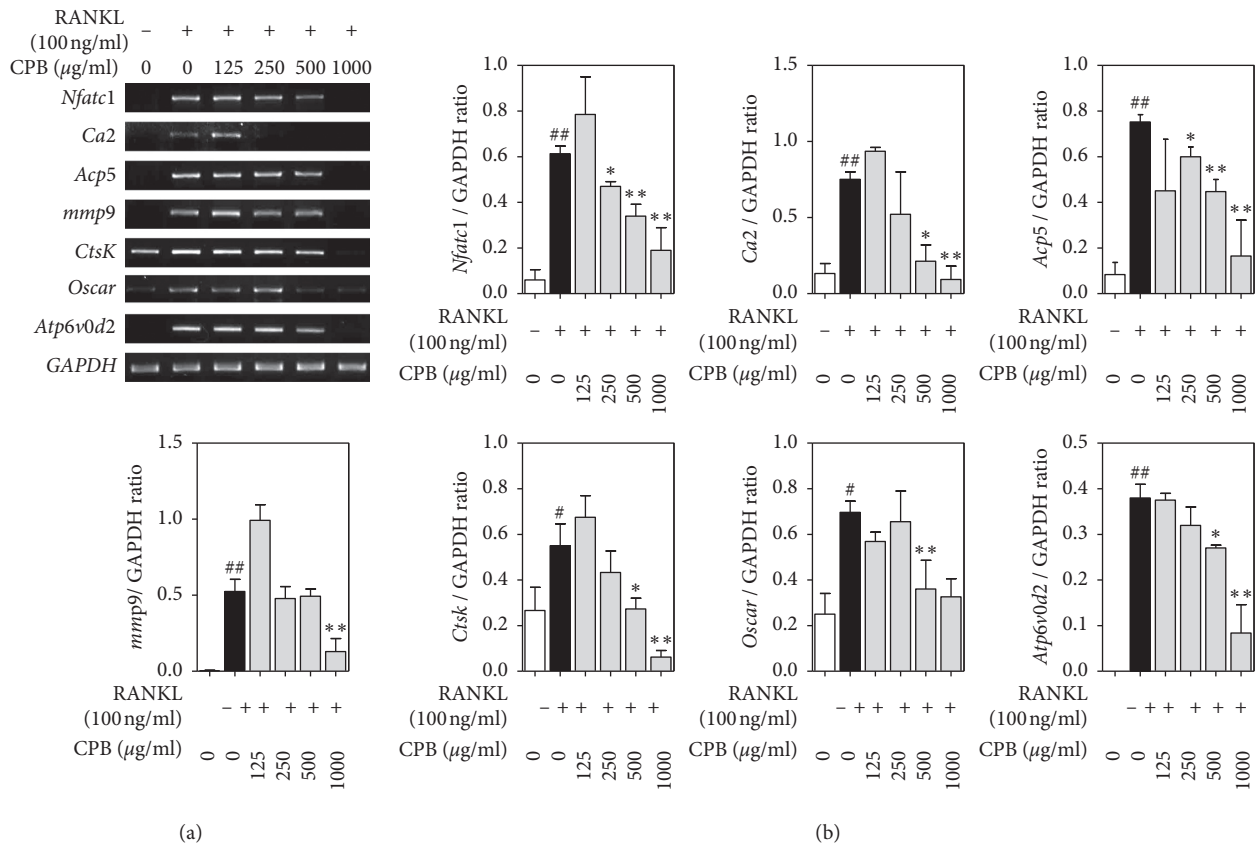 RANKL
(100 ng/ml)
− + + + + +
CPB (µg/ml) 0 0 125 250 500 1000
Nfatc1
Ca2
Acp5
mmp9
CtsK
Oscar
Atp6v0d2
GAPDH
Nfatc1 / GAPDH ratio
1.0
0.8
0.6
0.4
0.2
0.0
## * ** **
RANKL
(100 ng/ml)
− + + + + +
CPB (µg/ml)
0 0 125 250 500 1000
Ca2 / GAPDH ratio
1.5
1.0
0.5
0.0
## * **
RANKL
(100 ng/ml)
− + + + + +
CPB (µg/ml)
0 0 125 250 500 1000
Acp5 / GAPDH ratio
1.0
0.8
0.6
0.4
0.2
0.0
## * ** **
RANKL
(100 ng/ml)
− + + + + +
CPB (µg/ml)
0 0 125 250 500 1000
mmp9/ GAPDH ratio
1.5
1.0
0.5
0.0
## **
RANKL
(100 ng/ml)
− + + + + +
CPB (µg/ml)
0 0 125 250 500 1000
Ctsk / GAPDH ratio
1.0
0.8
0.6
0.4
0.2
0.0
# * **
RANKL
(100 ng/ml)
− + + + + +
CPB (µg/ml)
0 0 125 250 500 1000
Oscar / GAPDH ratio
1.0
0.8
0.6
0.4
0.2
0.0
# **
RANKL
(100 ng/ml)
− + + + + +
CPB (µg/ml)
0 0 125 250 500 1000
Atp6v0d2 / GAPDH ratio
0.5
0.4
0.3
0.2
0.1
0.0
## * **
RANKL
(100 ng/ml)
− + + + + +
CPB (µg/ml)
0 0 125 250 500 1000
(a)
(b)